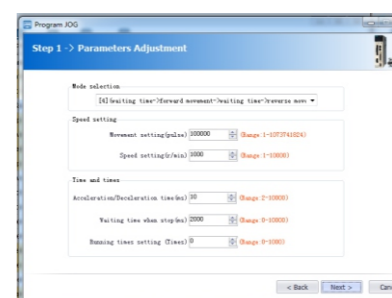 Program JOG
Step 1 -> Parameters Adjustment
Mode selection
[4](waiting time->forward movement->waiting time->reverse move
Speed setting
Movement setting(pulse) 100000 (Range:1-1073741824)
Speed setting(r/min) 1000 (Range:1-10000)
Time and times
Acceleration/Deceleration time(ms) 30 (Range:2-10000)
Waiting time when stop(ms) 2000 (Range:0-10000)
Running times setting (Times) 0 (Range:0-1000)
< Back Next > Can